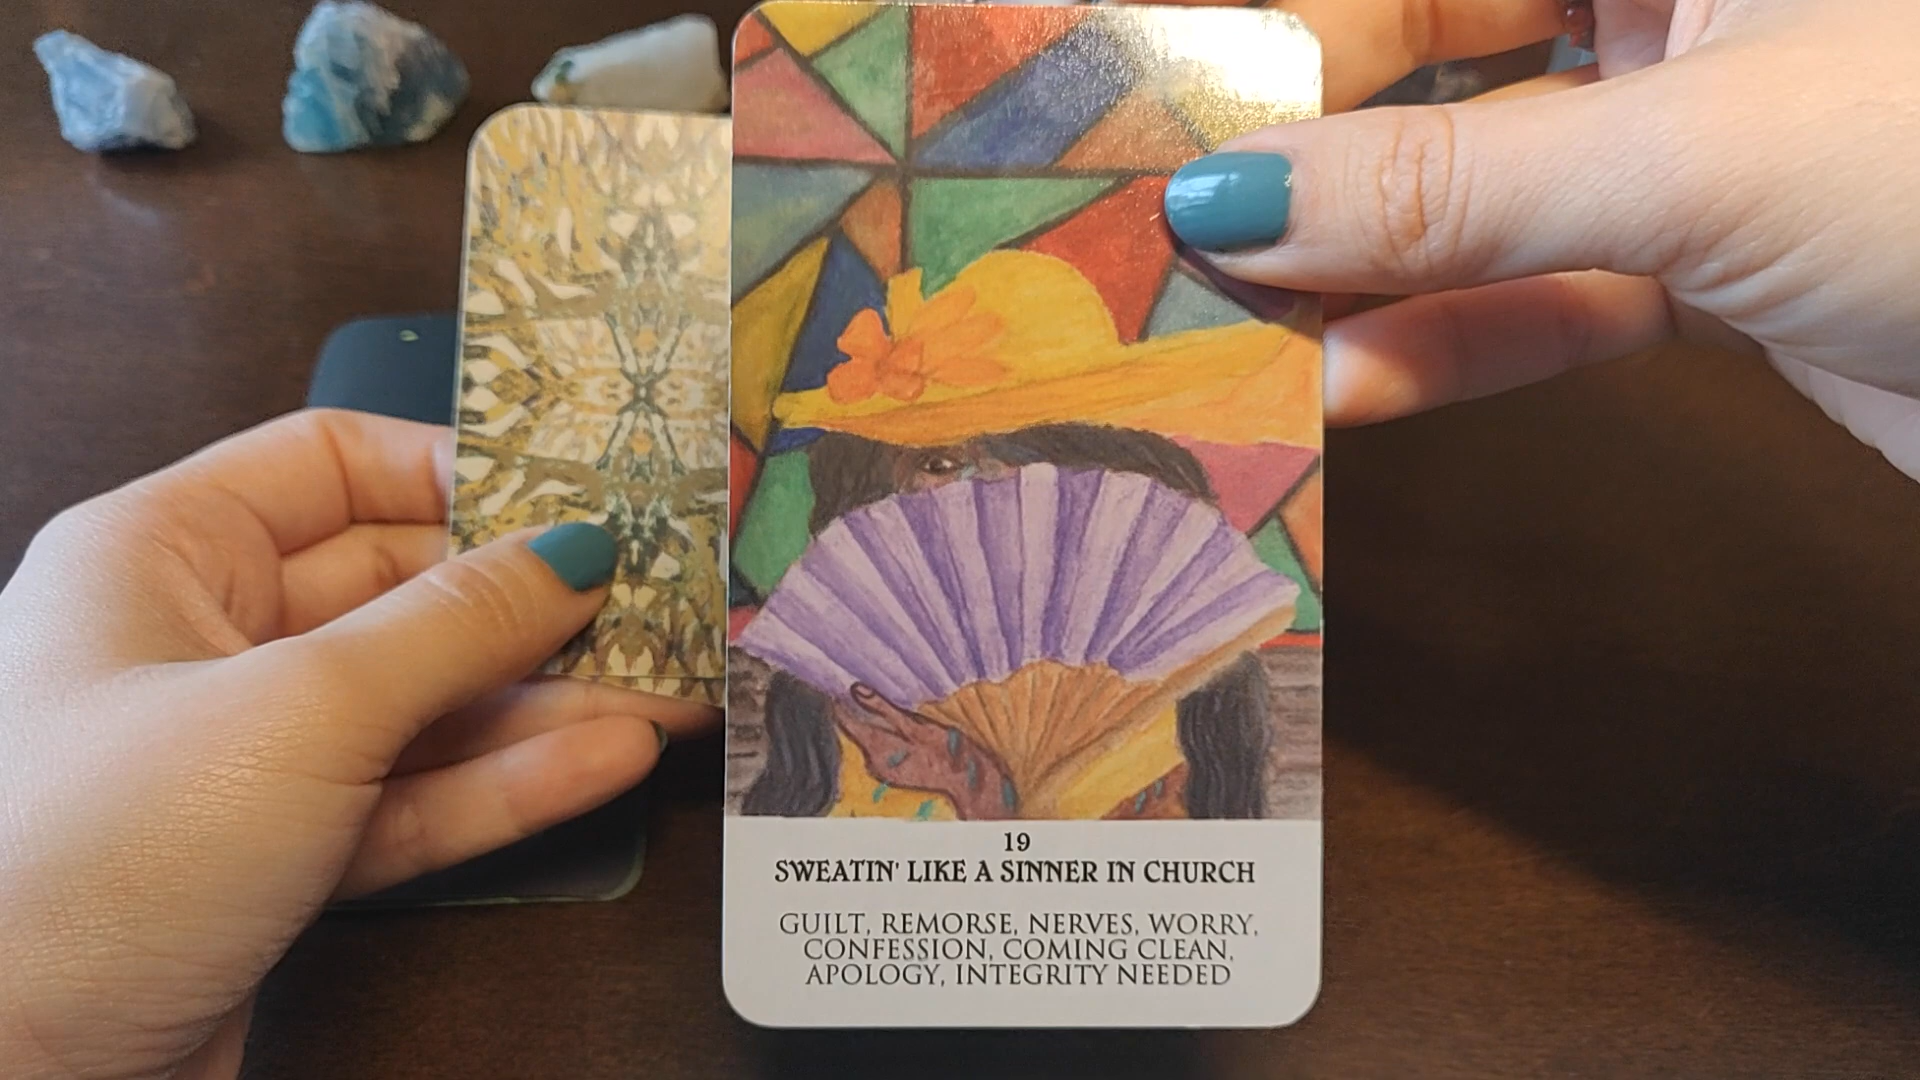 19
SWEATIN' LIKE A SINNER IN CHURCH
GUILT, REMORSE, NERVES, WORRY,
CONFESSION, COMING CLEAN,
APOLOGY, INTEGRITY NEEDED